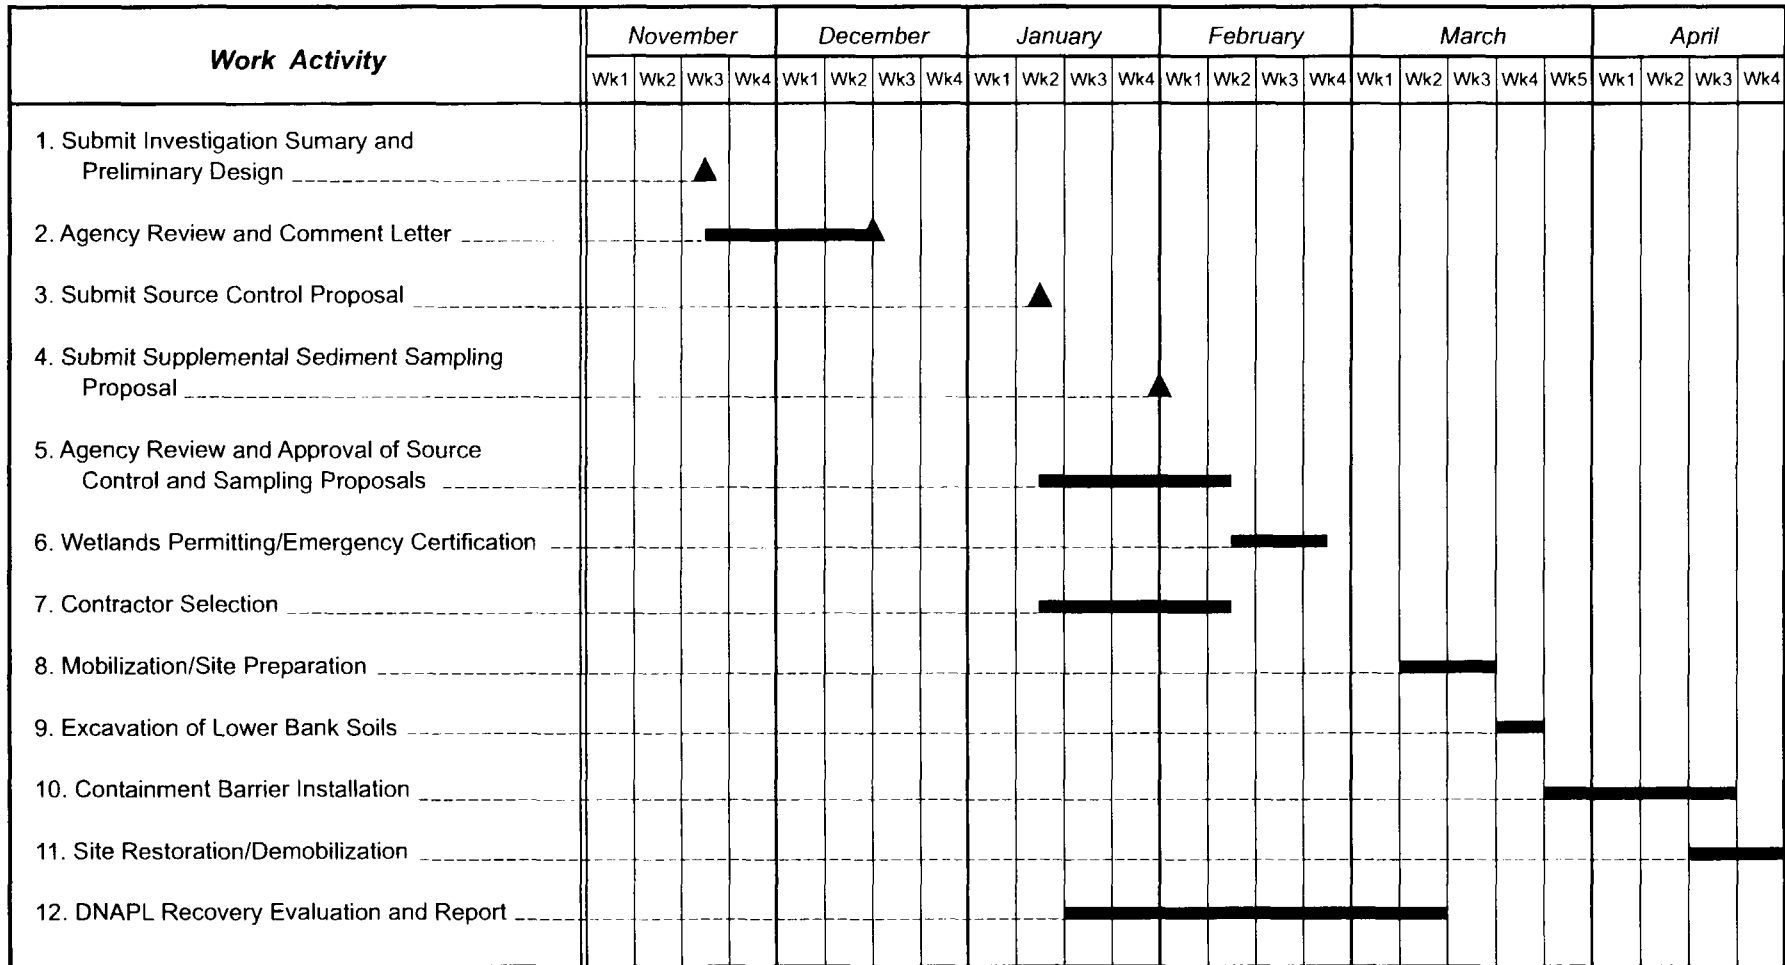 Work Activity
November December January February March April
Wk1 Wk2 Wk3 Wk4 Wk1 Wk2 Wk3 Wk4 Wk1 Wk2 Wk3 Wk4 Wk1 Wk2 Wk3 Wk4 Wk1 Wk2 Wk3 Wk4 Wk5 Wk1 Wk2 Wk3 Wk4
1. Submit Investigation Sumary and
Preliminary Design
2. Agency Review and Comment Letter
3. Submit Source Control Proposal
4. Submit Supplemental Sediment Sampling
Proposal
5. Agency Review and Approval of Source
Control and Sampling Proposals
6. Wetlands Permitting/Emergency Certification
7. Contractor Selection
8. Mobilization/Site Preparation
9. Excavation of Lower Bank Soils
10. Containment Barrier Installation
11. Site Restoration/Demobilization
12. DNAPL Recovery Evaluation and Report